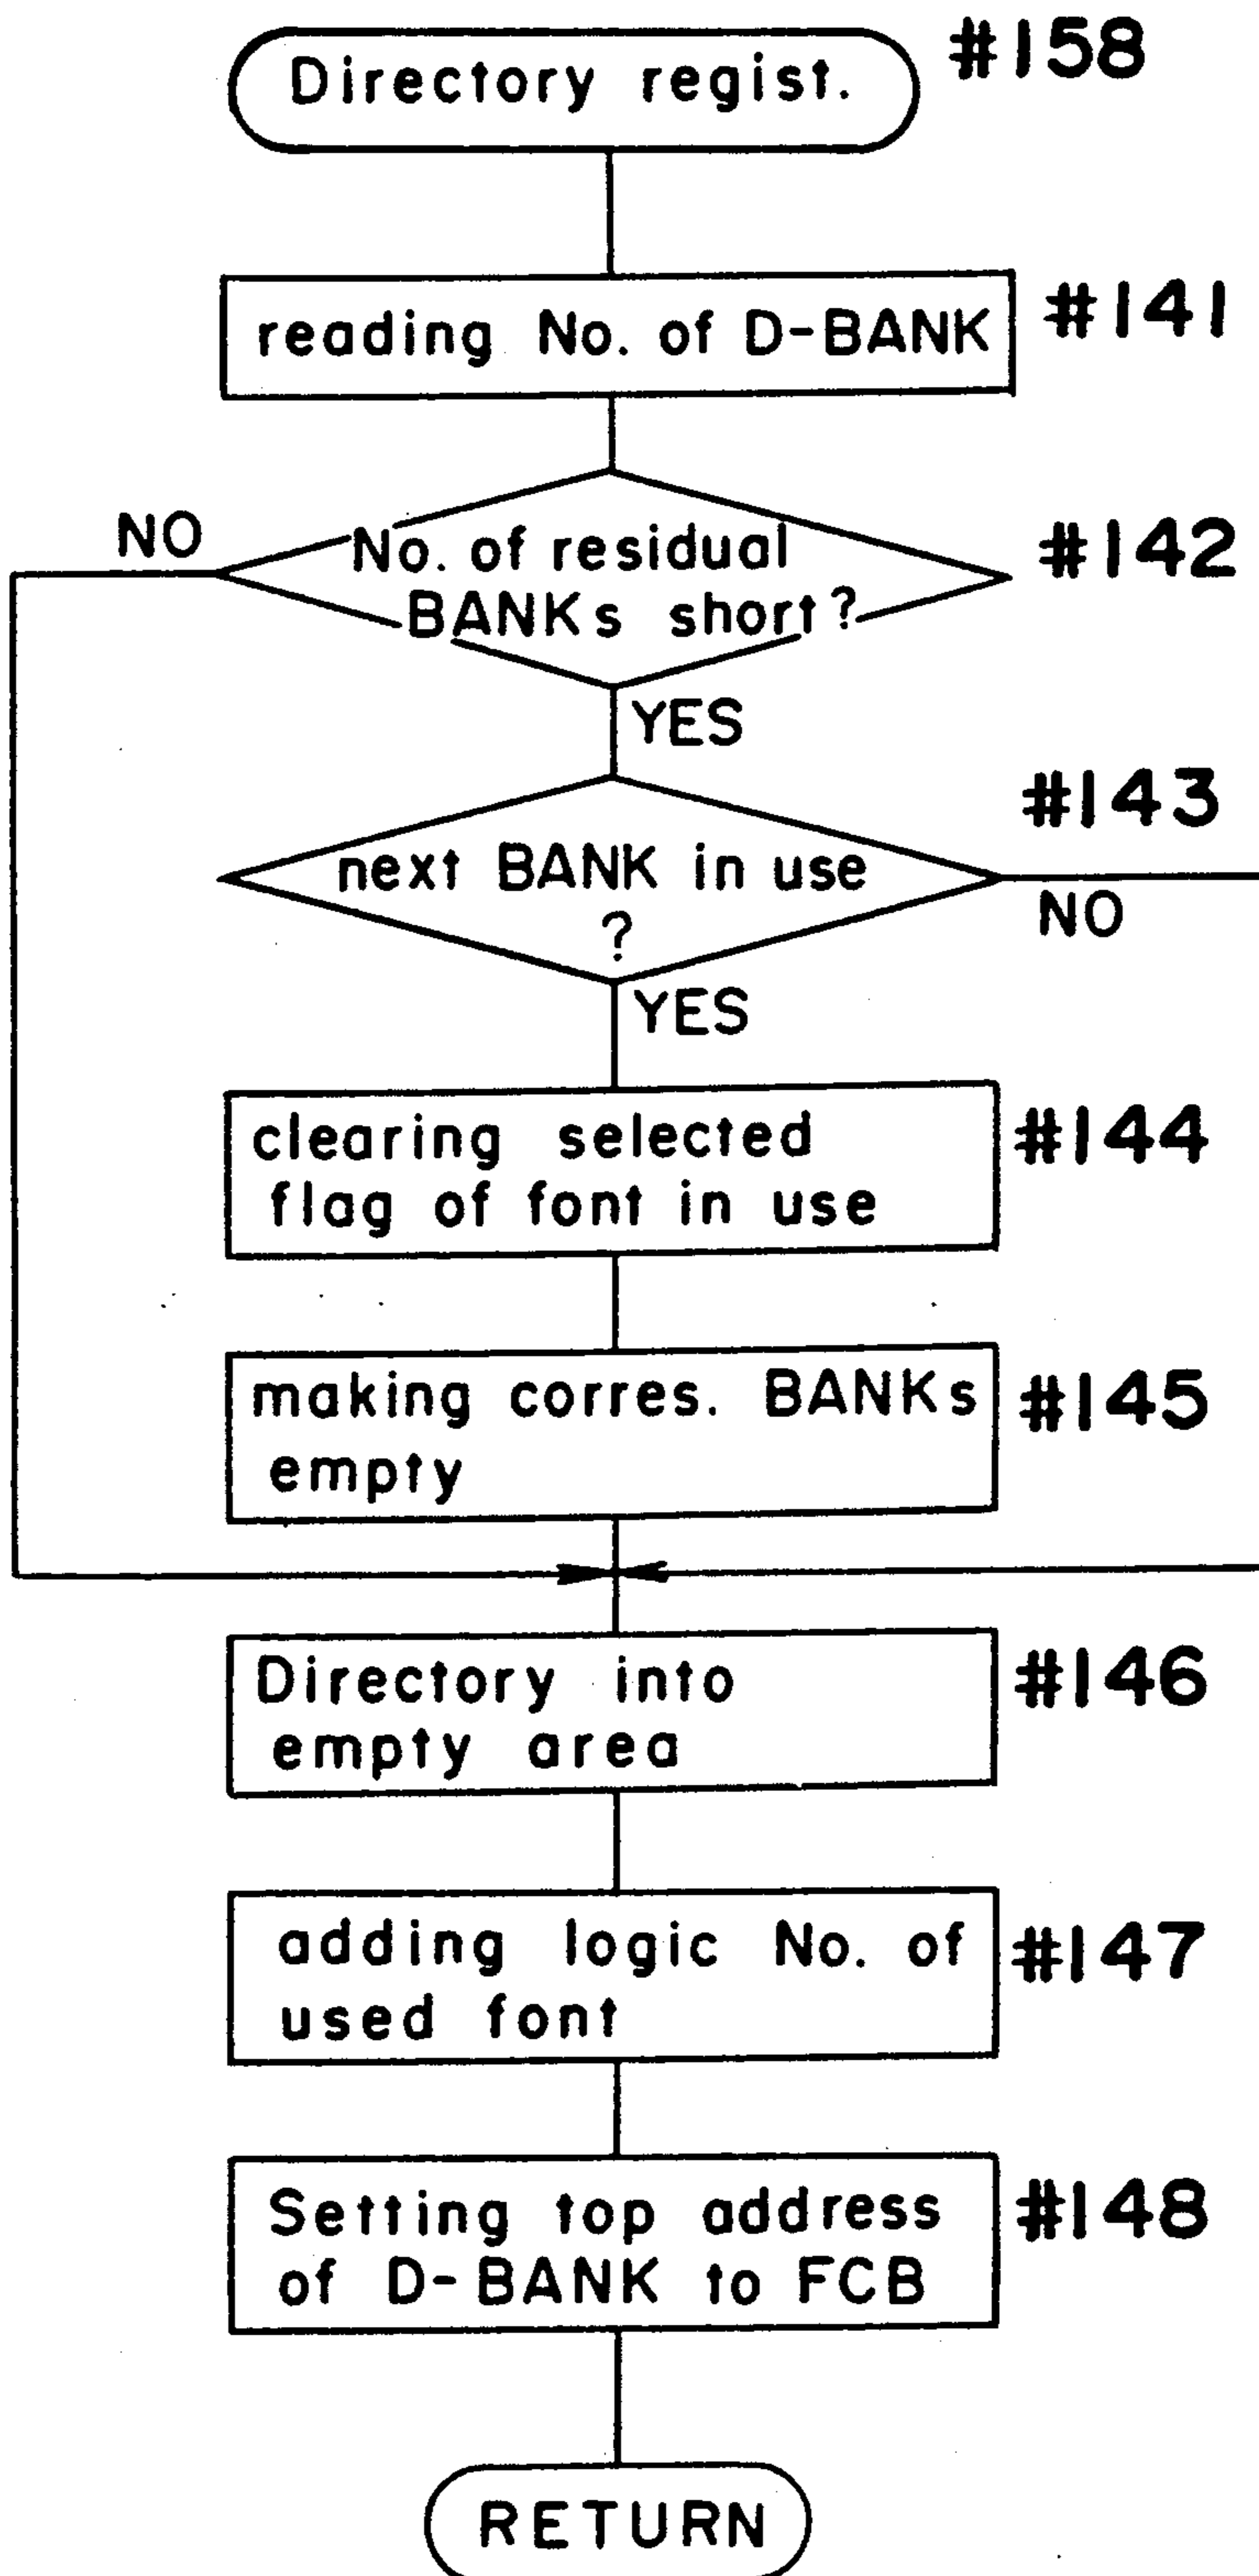 Directory regist. #158
reading No. of D-BANK #141
NO
No. of residual #142
BANKs short?
YES
#143
next BANK in use
?
NO
YES
clearing selected #144
flag of font in use
making corres. BANKs #145
empty
Directory into #146
empty area
adding logic No. of #147
used font
Setting top address #148
of D-BANK to FCB
RETURN